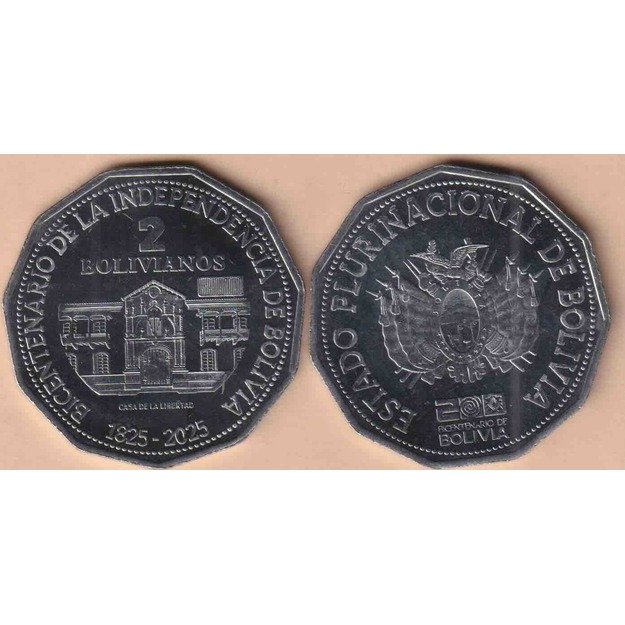 BICENTENARIO DE LA INDEPENDENCIA DE BOLIVIA
2
BOLIVIANOS
CASA DE LA LIBERTAD
1825 - 2025
ESTADO PLURINACIONAL DE BOLIVIA
BICENTENARIO DE
BOLIVIA